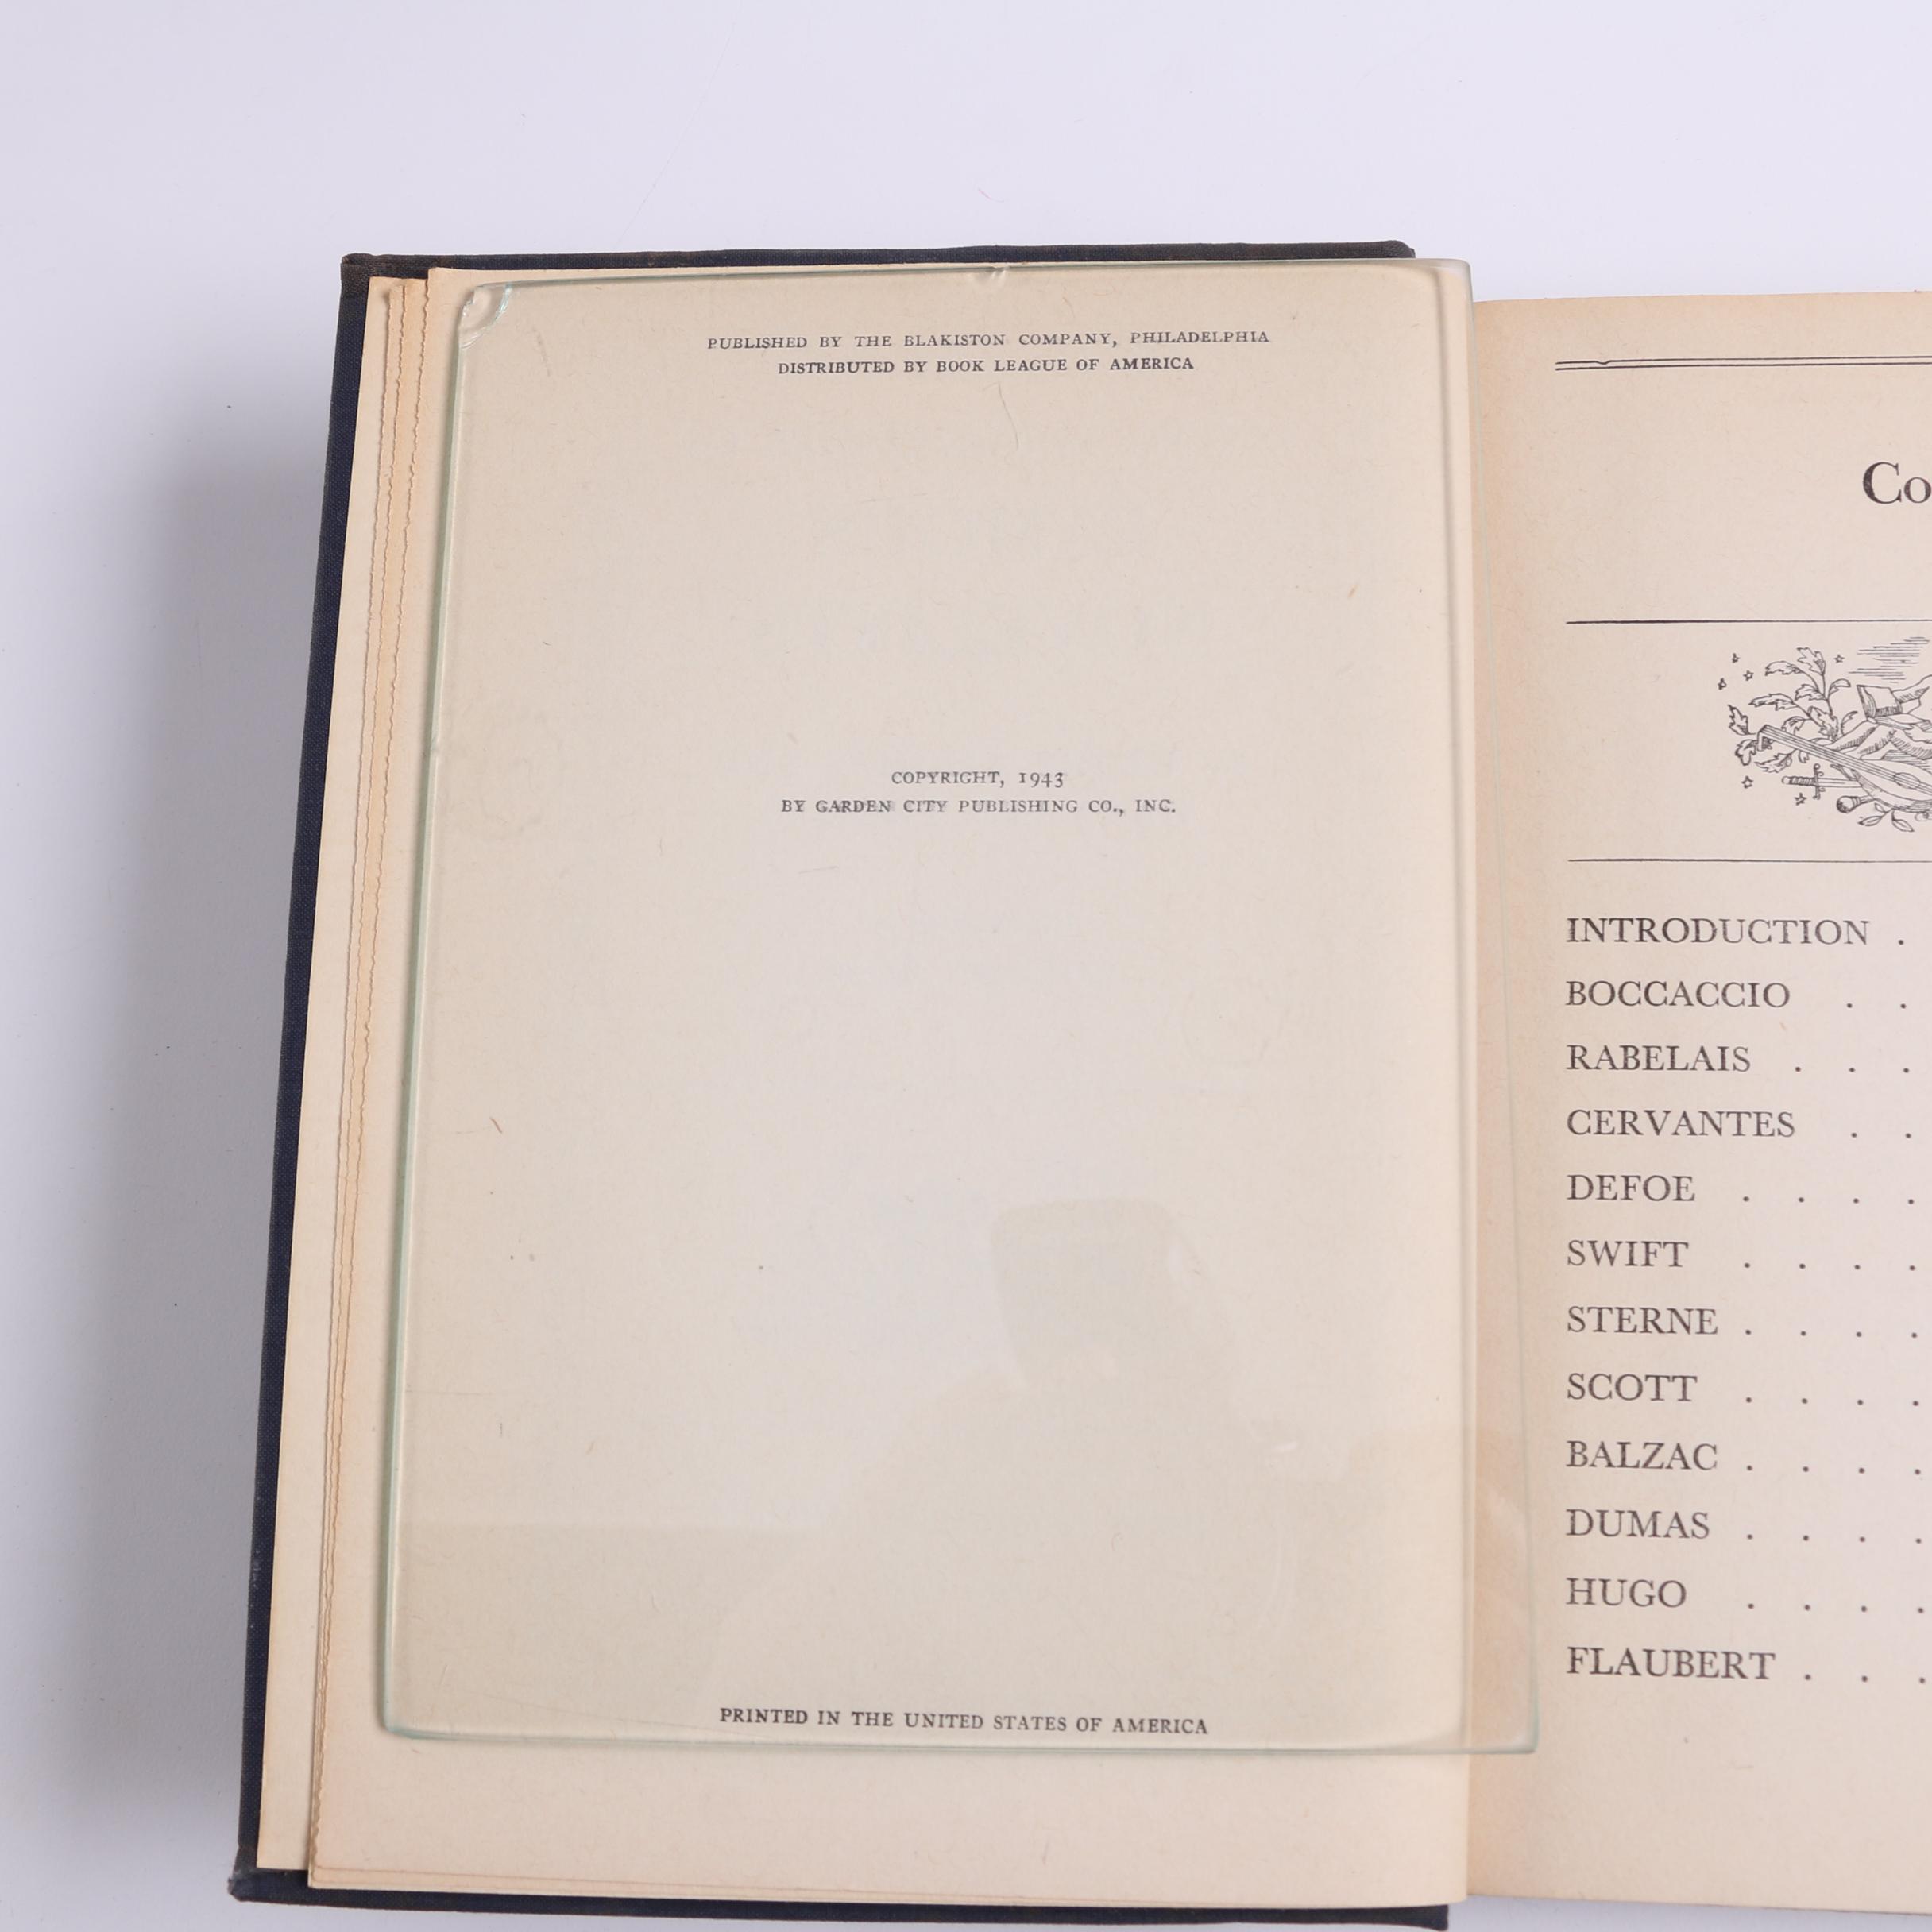 PUBLISHED BY THE BLAKISTON COMPANY, PHILADELPHIA
DISTRIBUTED BY BOOK LEAGUE OF AMERICA
COPYRIGHT, 1943
BY GARDEN CITY PUBLISHING CO., INC.
PRINTED IN THE UNITED STATES OF AMERICA
Co
INTRODUCTION .
BOCCACCIO . .
RABELAIS . . .
CERVANTES . .
DEFOE . . . .
SWIFT . . . .
STERNE . . . .
SCOTT . . . .
BALZAC . . . .
DUMAS . . . .
HUGO . . . .
FLAUBERT . . .